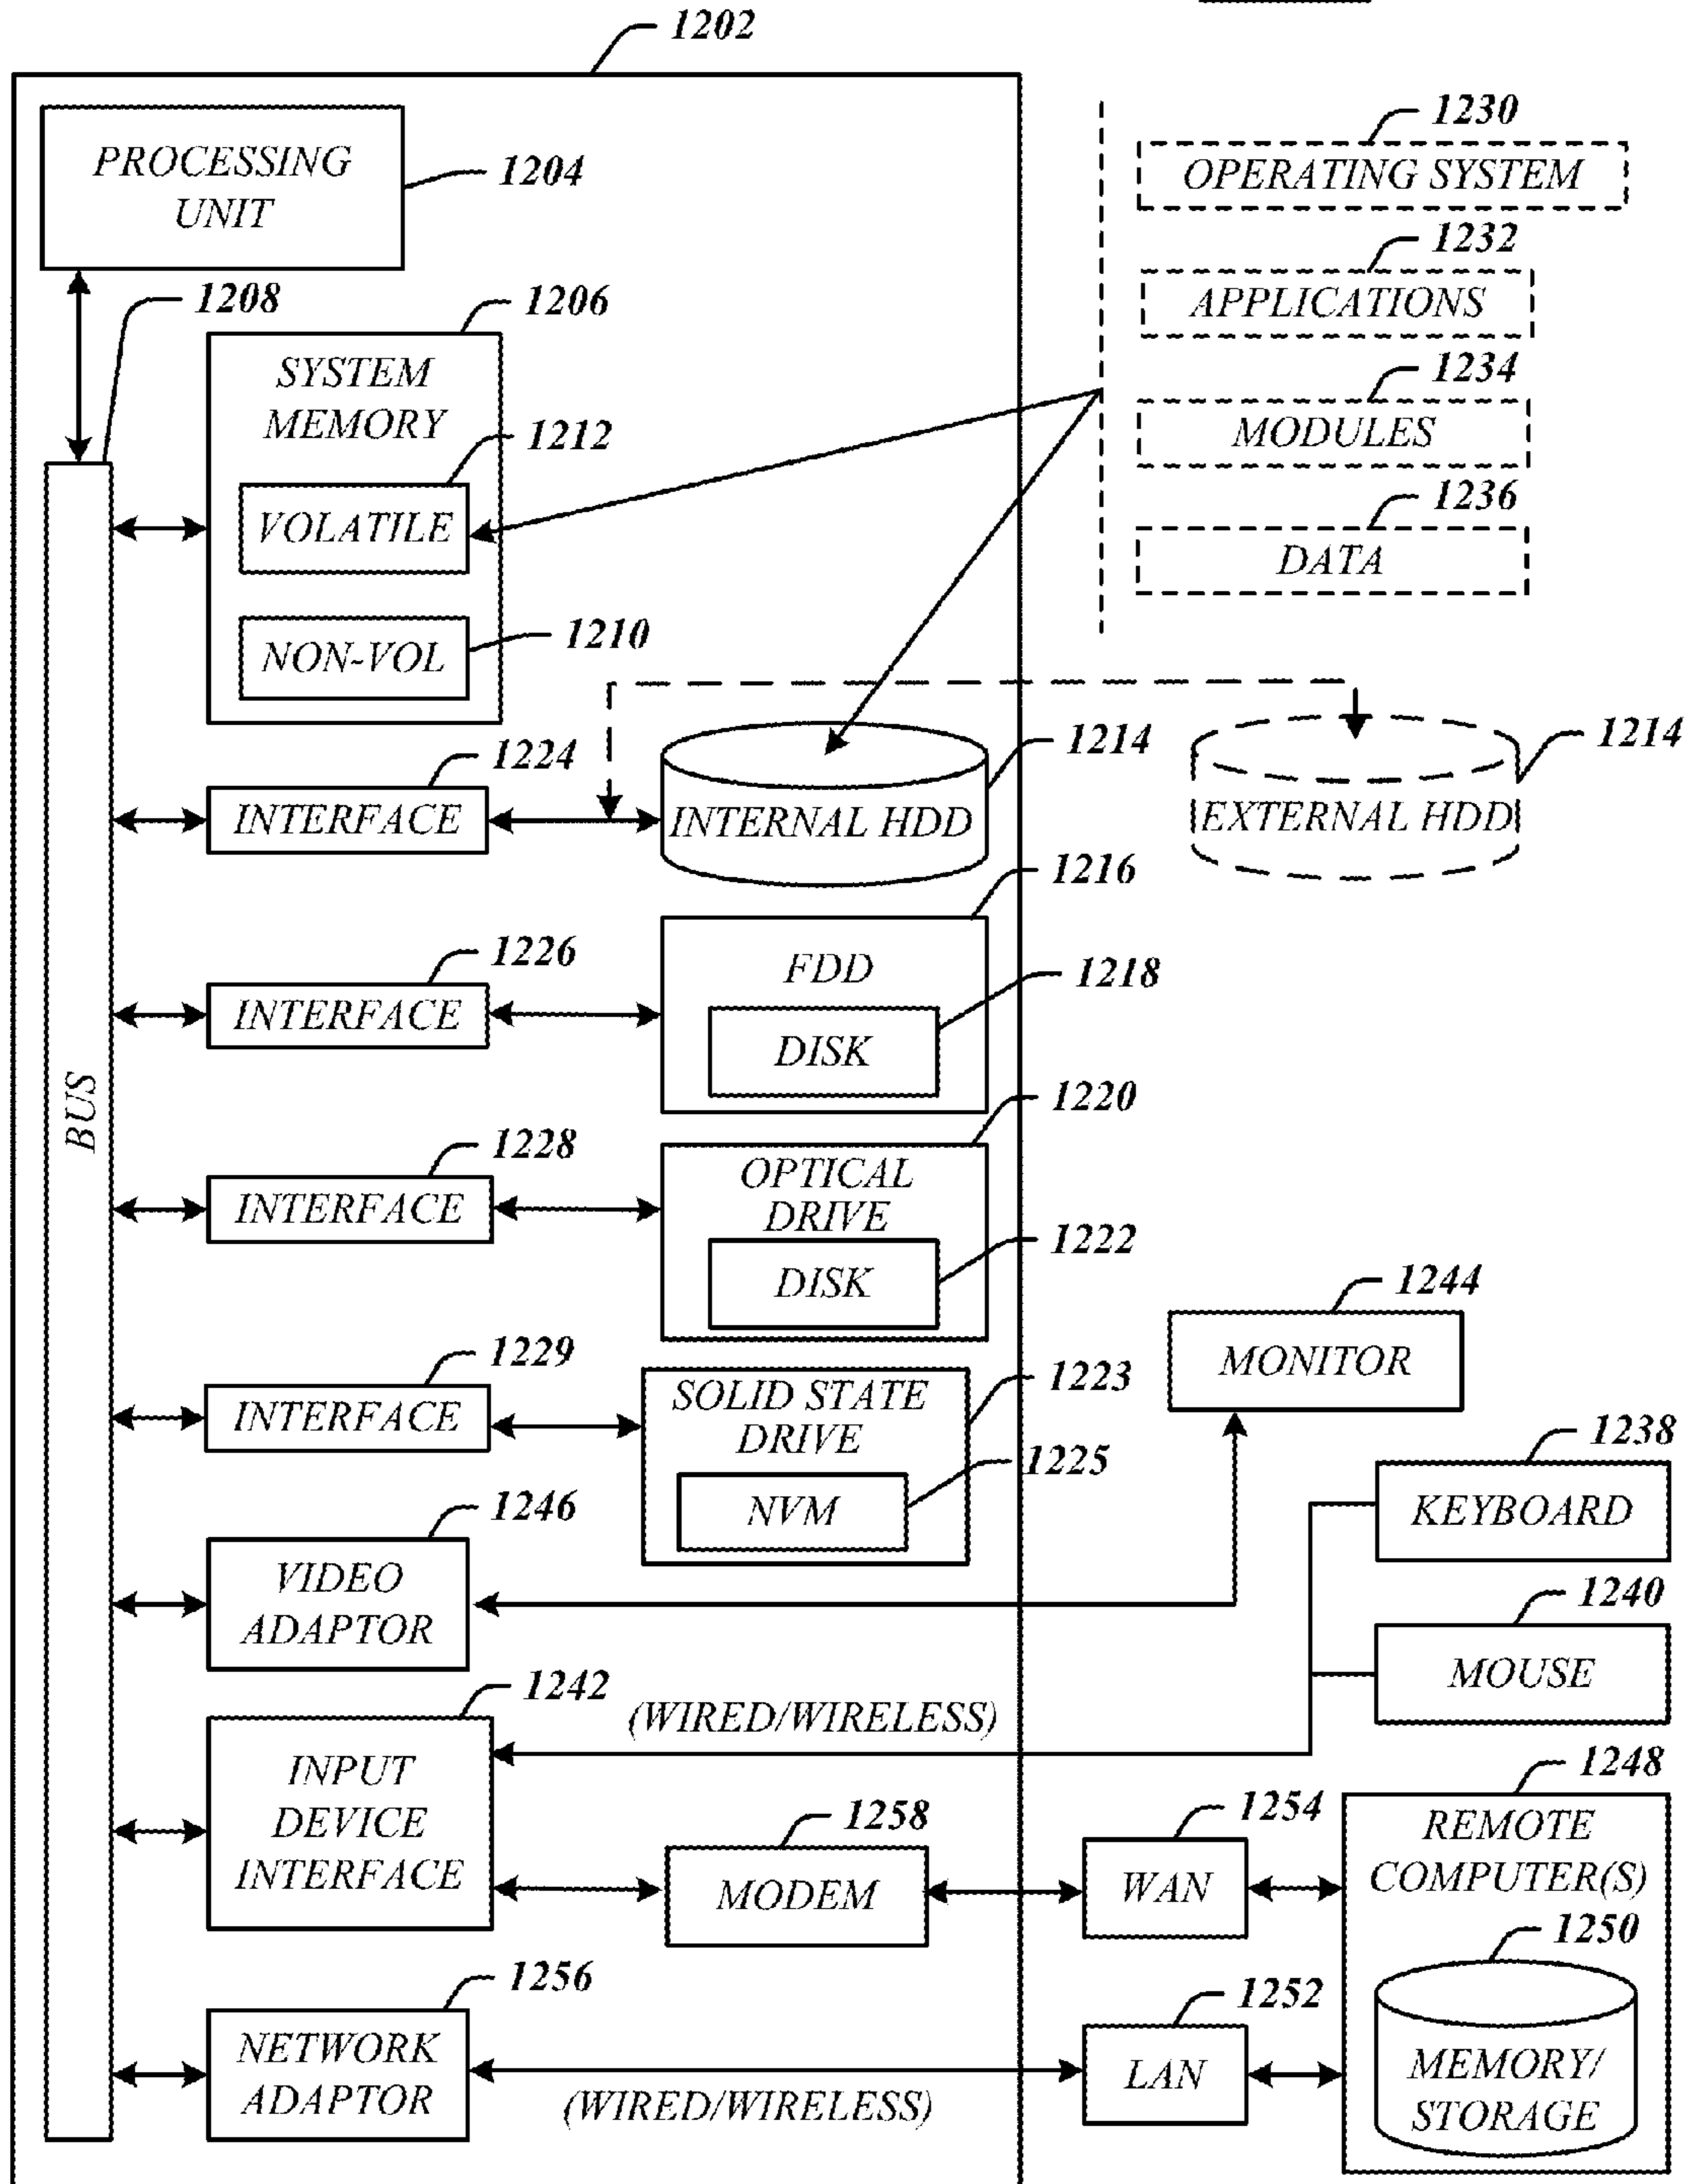 1202
PROCESSING
UNIT
1204
1230
OPERATING SYSTEM
1232
APPLICATIONS
1234
MODULES
1236
DATA
1208
1206
SYSTEM
MEMORY
1212
VOLATILE
1210
NON-VOL
BUS
1224
INTERFACE
1214
INTERNAL HDD
1214
EXTERNAL HDD
1226
INTERFACE
1216
FDD
1218
DISK
1228
INTERFACE
1220
OPTICAL
DRIVE
1222
DISK
1229
INTERFACE
1223
SOLID STATE
DRIVE
1225
NVM
1244
MONITOR
1238
KEYBOARD
1246
VIDEO
ADAPTOR
1240
MOUSE
1242
INPUT
DEVICE
INTERFACE
(WIRED/WIRELESS)
1258
MODEM
1254
WAN
1248
REMOTE
COMPUTER(S)
1250
MEMORY/
STORAGE
1256
NETWORK
ADAPTOR
(WIRED/WIRELESS)
1252
LAN